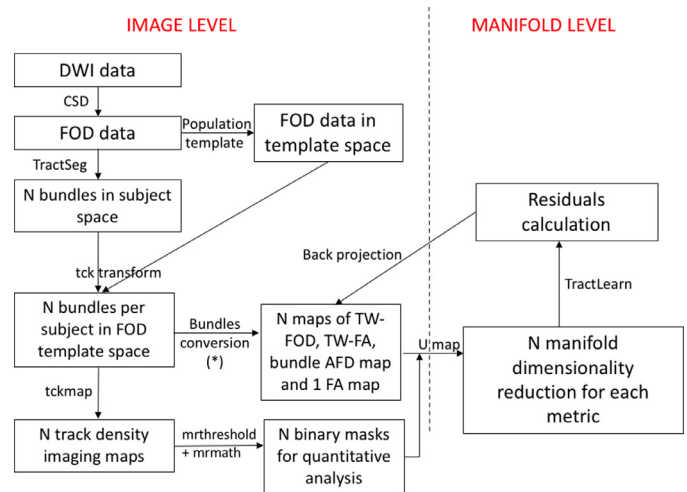 IMAGE LEVEL
MANIFOLD LEVEL
DWI data
CSD
FOD data
Population
template
FOD data in
template space
TractSeg
N bundles in subject
space
Residuals
calculation
Back projection
tck transform
TractLearn
N bundles per
subject in FOD
template space
Bundles
conversion
(*)
N maps of TW-
FOD, TW-FA,
bundle AFD map
and 1 FA map
U map
N manifold
dimensionality
reduction for each
metric
tckmap
N track density
imaging maps
mrthreshold
+ mrmath
N binary masks
for quantitative
analysis